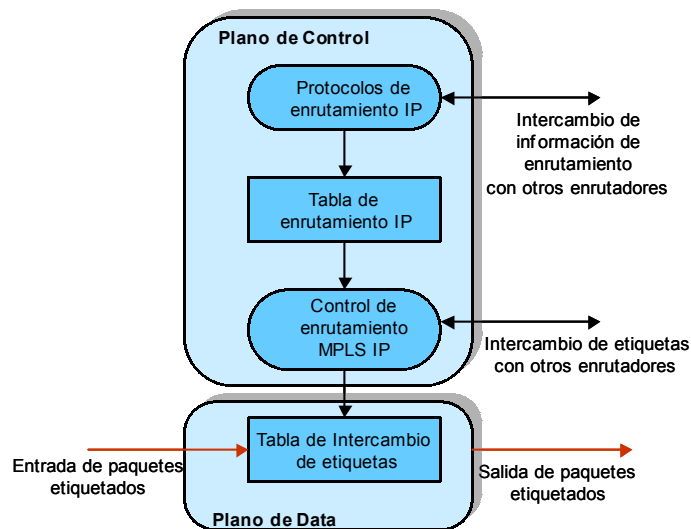 Plano de Control
Protocolos de
enrutamiento IP
Intercambio de
información de
enrutamiento
con otros enrutadores
Tabla de
enrutamiento IP
Control de
enrutamiento
MPLS IP
Intercambio de etiquetas
con otros enrutadores
Tabla de Intercambio
de etiquetas
Entrada de paquetes
etiquetados
Salida de paquetes
etiquetados
Plano de Data